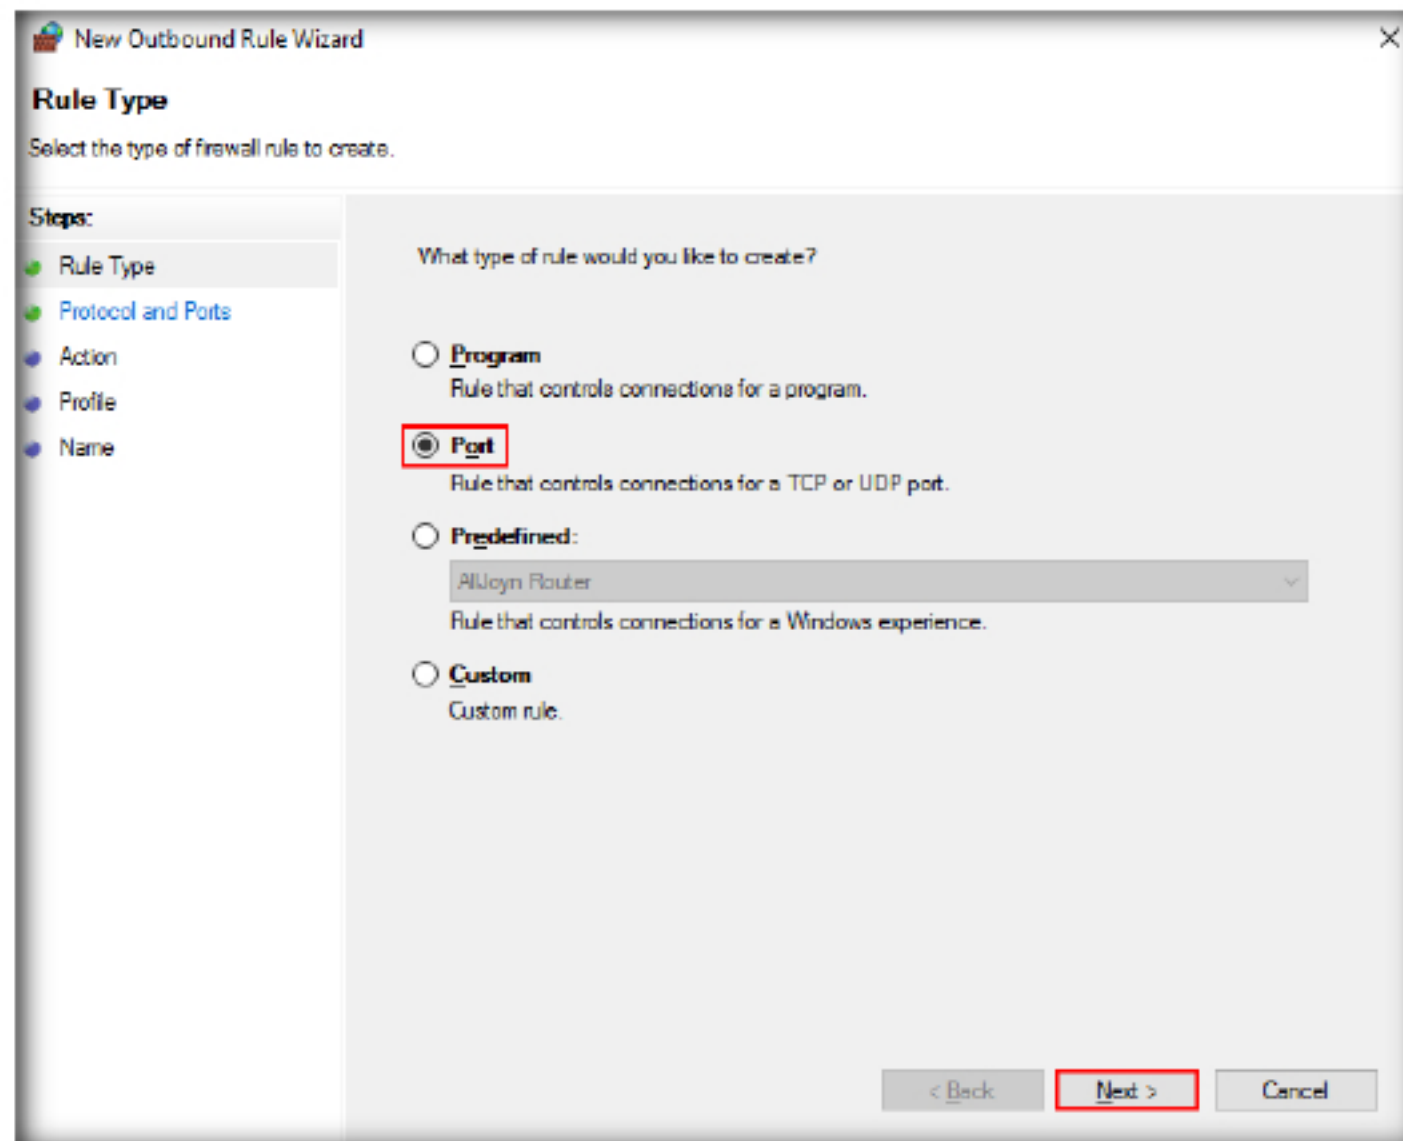 New Outbound Rule Wizard
Rule Type
Select the type of firewall rule to create.
Steps:
Rule Type
Protocol and Ports
Action
Profile
Name
What type of rule would you like to create?
Program
Rule that controls connections for a program.
Port
Rule that controls connections for a TCP or UDP port.
Predefined:
AllJoyn Router
Rule that controls connections for a Windows experience.
Custom
Custom rule.
< Back Next > Cancel